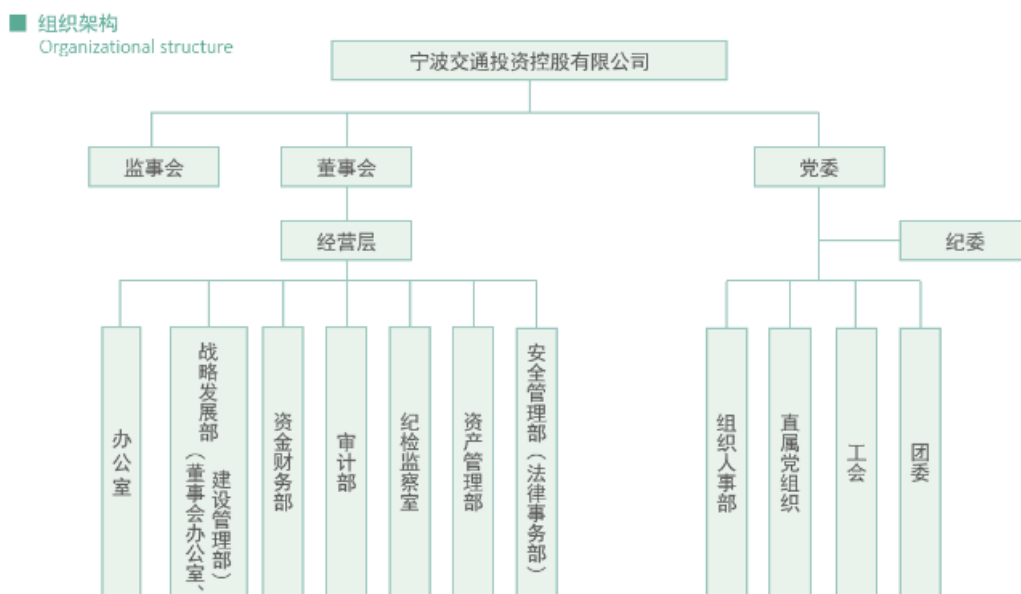 组织架构
Organizational structure
宁波交通投资控股有限公司
监事会
董事会
党委
经营层
纪委
办公室
战略发展部（董事会办公室、
建设管理部）
资金财务部
审计部
纪检监察室
资产管理部
安全管理部（法律事务部）
组织人事部
直属党组织
工会
团委